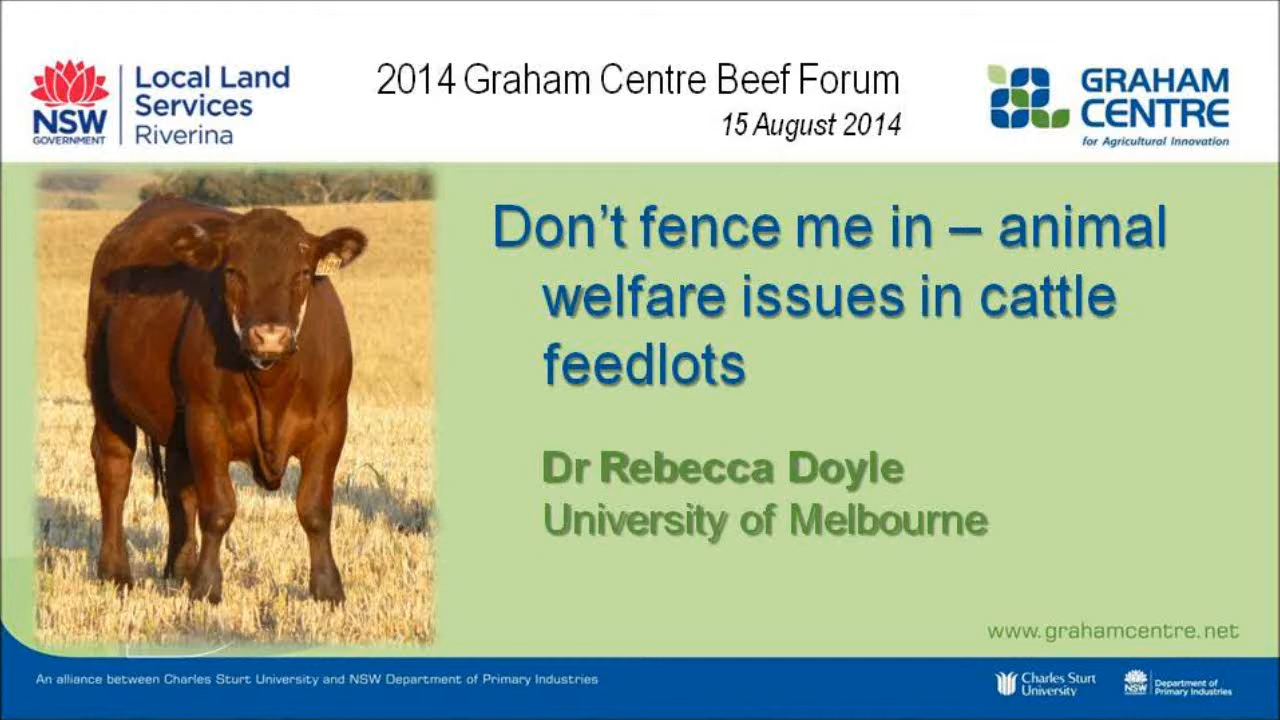 NSW
GOVERNMENT
Local Land
Services
Riverina
2014 Graham Centre Beef Forum
15 August 2014
GRAHAM
CENTRE
for Agricultural Innovation
Don't fence me in – animal
welfare issues in cattle
feedlots
Dr Rebecca Doyle
University of Melbourne
www.grahamcentre.net
An alliance between Charles Sturt University and NSW Department of Primary Industries
Charles Sturt
University
NSW
Department of
Primary Industries